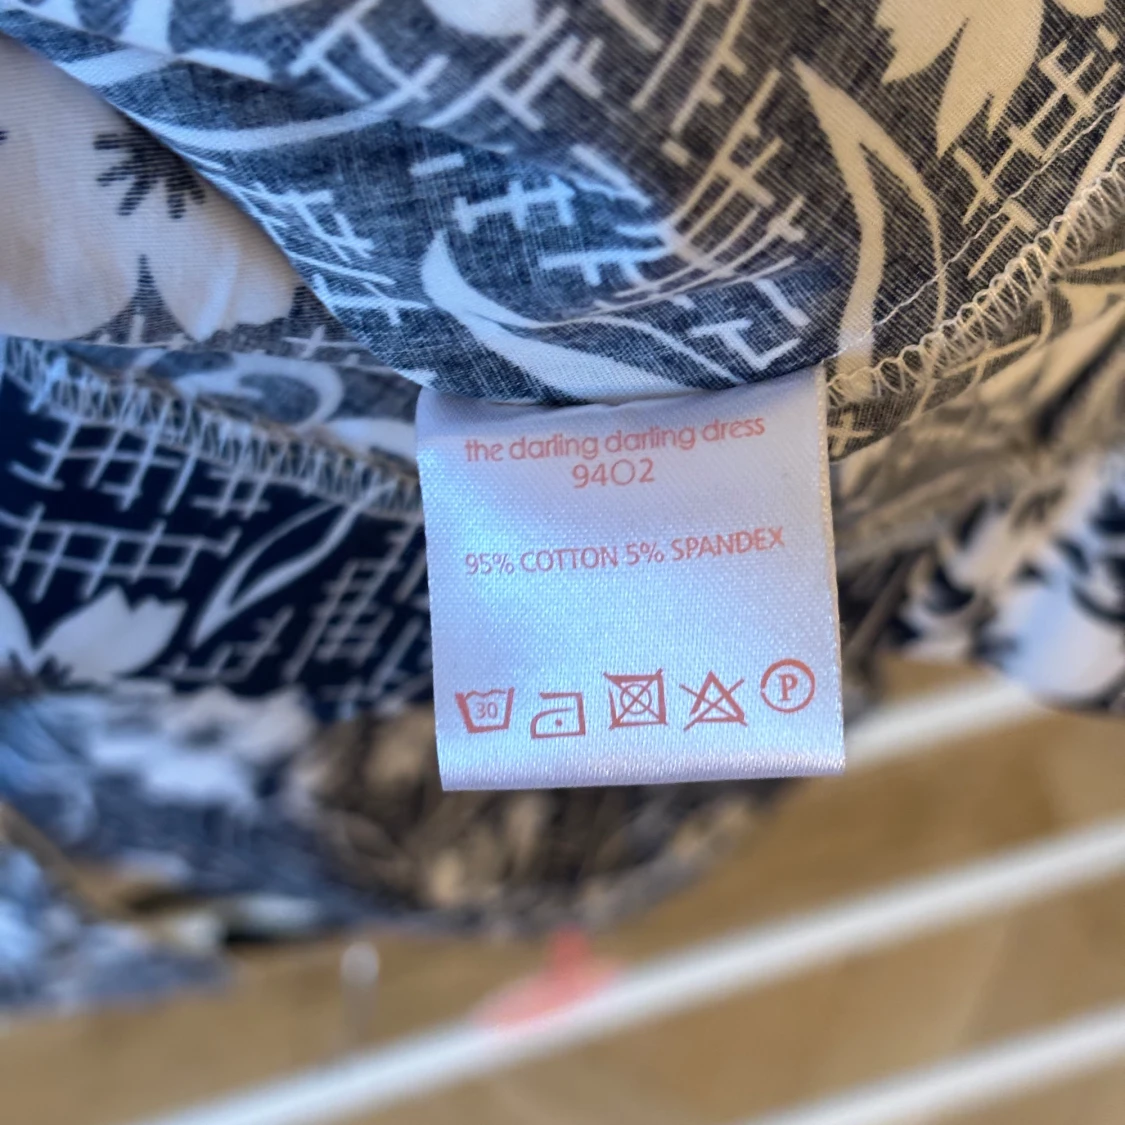 the darling darling dress
9402
95% COTTON 5% SPANDEX
30 P